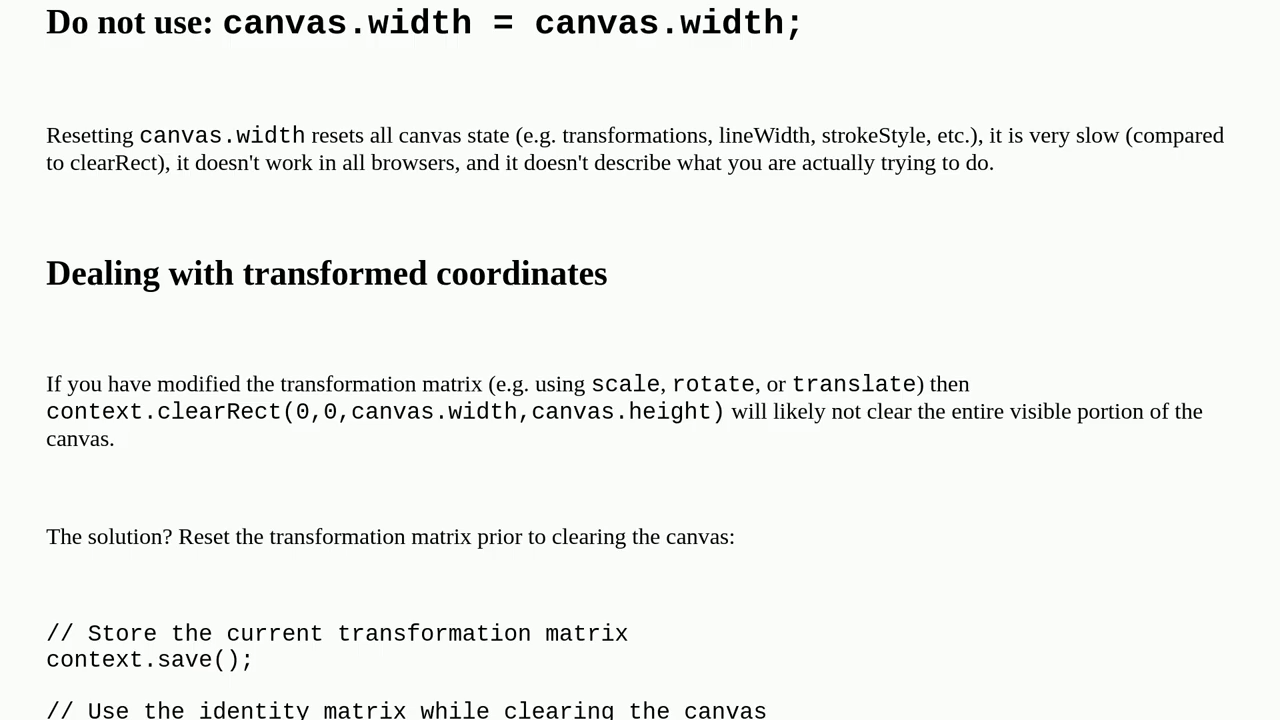 Do not use: canvas.width = canvas.width;
Resetting canvas.width resets all canvas state (e.g. transformations, lineWidth, strokeStyle, etc.), it is very slow (compared
to clearRect), it doesn't work in all browsers, and it doesn't describe what you are actually trying to do.
Dealing with transformed coordinates
If you have modified the transformation matrix (e.g. using scale, rotate, or translate) then
context.clearRect(0,0,canvas.width,canvas.height) will likely not clear the entire visible portion of the
canvas.
The solution? Reset the transformation matrix prior to clearing the canvas:
// Store the current transformation matrix
context.save();
// Use the identity matrix while clearing the canvas